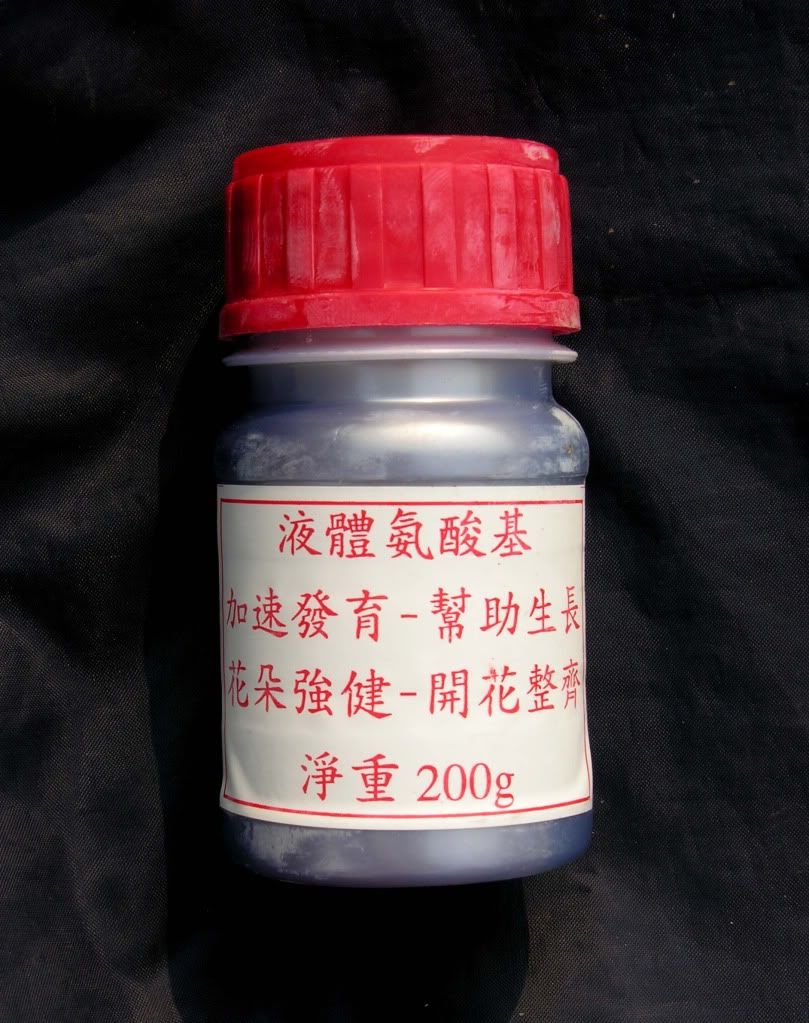 液體氨酸基
加速發育-幫助生長
花朵強健-開花整齊
淨重 200g